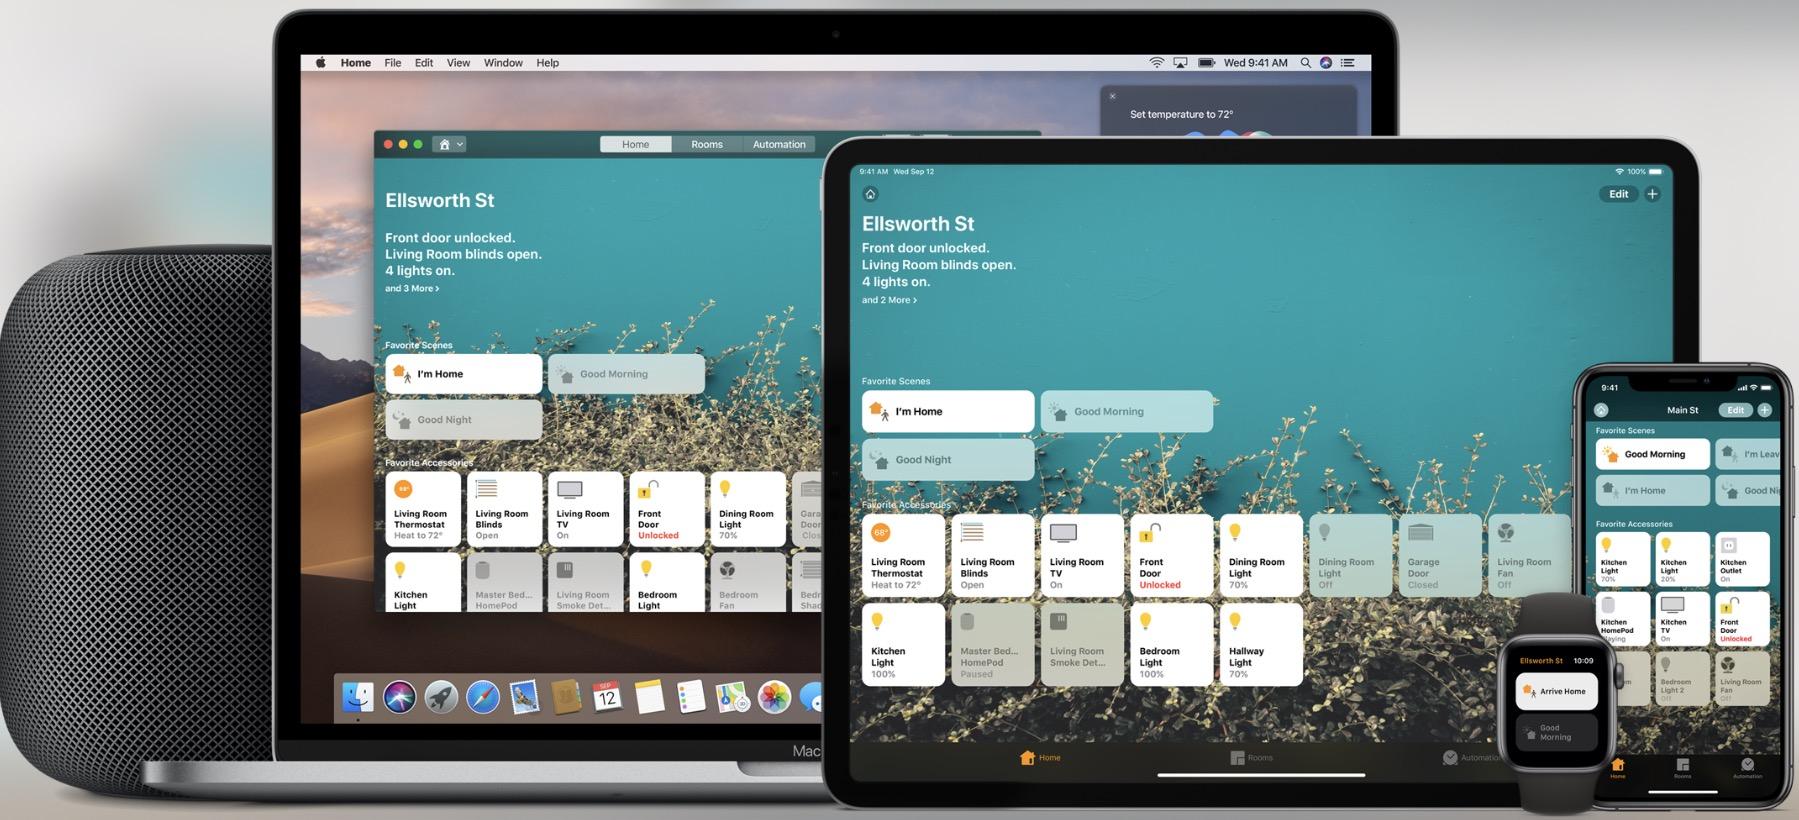 Home File Edit View Window Help
Wed 9:41 AM
Set temperature to 72°
Home Rooms Automation
Ellsworth St
Front door unlocked.
Living Room blinds open.
4 lights on.
and 3 More ›
Favorite Scenes
I'm Home
Good Morning
Good Night
Favorite Accessories
68°
Living Room
Thermostat
Heat to 72°
Living Room
Blinds
Open
Living Room
TV
On
Front
Door
Unlocked
Dining Room
Light
70%
Kitchen
Light
Master Bed...
HomePod
Living Room
Smoke Det...
Bedroom
Light
Bedroom
Fan
SEP
12
Mac
9:41 AM Wed Sep 12
100%
Edit
Ellsworth St
Front door unlocked.
Living Room blinds open.
4 lights on.
and 2 More ›
Favorite Scenes
I'm Home
Good Morning
Good Night
Favorite Accessories
68°
Living Room
Thermostat
Heat to 72°
Living Room
Blinds
Open
Living Room
TV
On
Front
Door
Unlocked
Dining Room
Light
70%
Dining Room
Light
Off
Garage
Door
Closed
Living Room
Fan
Off
Kitchen
Light
100%
Master Bed...
HomePod
Paused
Living Room
Smoke Det...
Bedroom
Light
100%
Hallway
Light
70%
Home
Rooms
9:41
Main St
Edit
Favorite Scenes
Good Morning
I'm Home
Favorite Accessories
Kitchen
Light
70%
Kitchen
Light
20%
Kitchen
Outlet
On
Kitchen
HomePod
Kitchen
TV
On
Front
Door
Unlocked
Bedroom
Light 2
Off
Living Room
Fan
Off
Home
Rooms
Automation
Ellsworth St 10:09
Arrive Home
Good
Morning